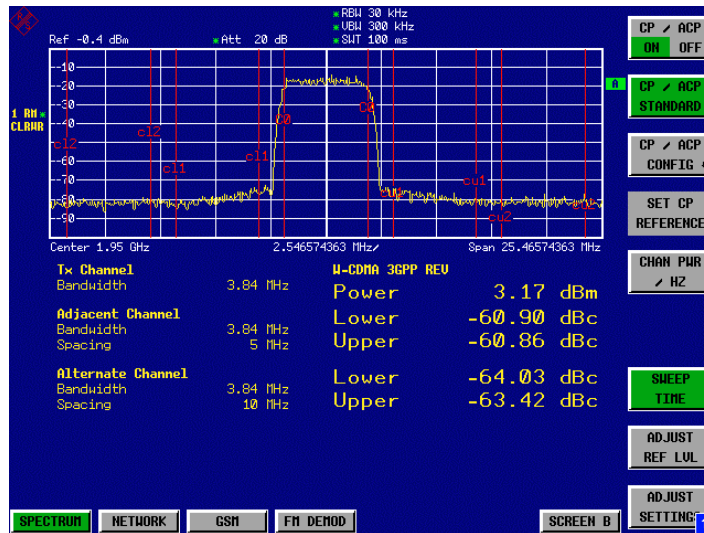 *RBW 30 kHz
*VBW 300 kHz
Ref -0.4 dBm *Att 20 dB *SWT 100 ms
CP / ACP
ON OFF
-10
-20
-30
-40
-60
-70
-80
-90
A
1 RM *
CLRWR
cl2
cl2
cl1
cl1
C0
C0
cu1
cu1
cu2
cu2
Center 1.95 GHz 2.546574363 MHz/ Span 25.46574363 MHz
CP / ACP
STANDARD
CP / ACP
CONFIG
SET CP
REFERENCE
CHAN PWR
/ HZ
Tx Channel W-CDMA 3GPP REV
Bandwidth 3.84 MHz Power 3.17 dBm
Adjacent Channel Lower -60.90 dBc
Bandwidth 3.84 MHz Upper -60.86 dBc
Spacing 5 MHz
Alternate Channel Lower -64.03 dBc
Bandwidth 3.84 MHz Upper -63.42 dBc
Spacing 10 MHz
SWEEP
TIME
ADJUST
REF LVL
ADJUST
SETTINGS
SPECTRUM NETWORK GSM FM DEMOD SCREEN B